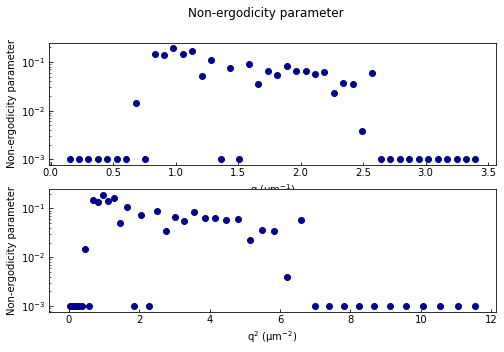 Non-ergodicity parameter
Non-ergodicity parameter
10⁻¹
10⁻²
10⁻³
0.0 0.5 1.0 1.5 2.0 2.5 3.0 3.5
q (μm⁻¹)
Non-ergodicity parameter
10⁻¹
10⁻²
10⁻³
0 2 4 6 8 10 12
q² (μm⁻²)